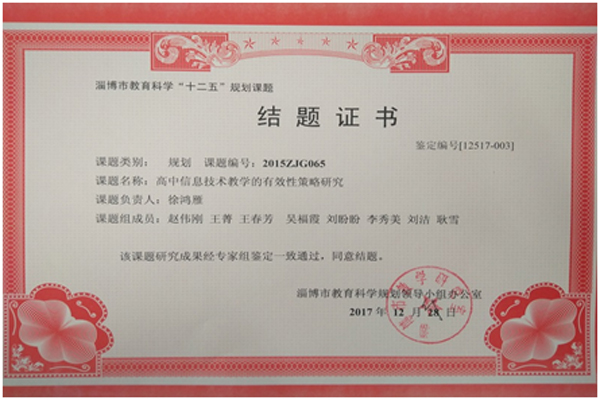 淄博市教育科学“十二五”规划课题
结题证书
鉴定编号[12517-003]
课题类别: 规划 课题编号: 2015ZJG065
课题名称: 高中信息技术教学的有效性策略研究
课题负责人: 徐鸿雁
课题组成员: 赵伟刚 王菁 王春芳 吴福霞 刘盼盼 李秀美 刘洁 耿雪
该课题研究成果经专家组鉴定一致通过，同意结题。
淄博市教育科学规划领导小组办公室
2017 年 12 月 28 日